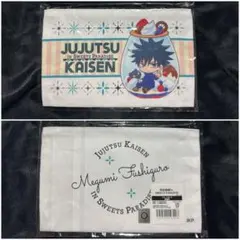 JUJUTSU
IN SWEETS PARADISE
KAISEN
JUJUTSU KAISEN
Megumi Fushiguro
IN SWEETS PARADISE